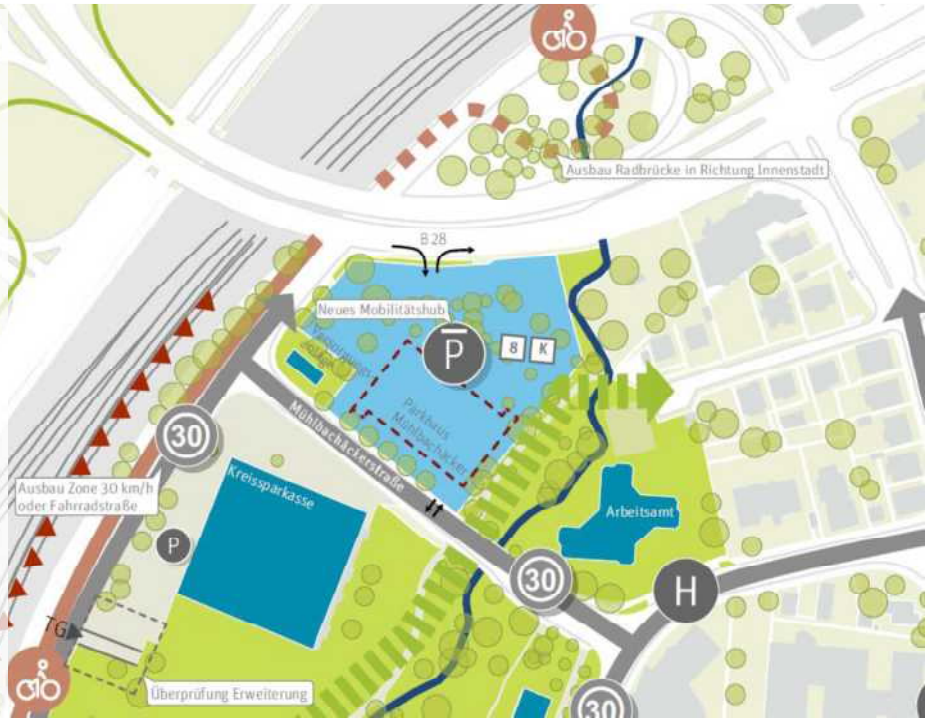 Ausbau Radbrücke in Richtung Innenstadt
B 28
Neues Mobilitätshub
P
8 K
Parkhaus
Mühlbachäcker
Mühlbachäckerstraße
30
Kreissparkasse
Ausbau Zone 30 km/h
oder Fahrradstraße
P
Arbeitsamt
30
H
TG
Überprüfung Erweiterung
30